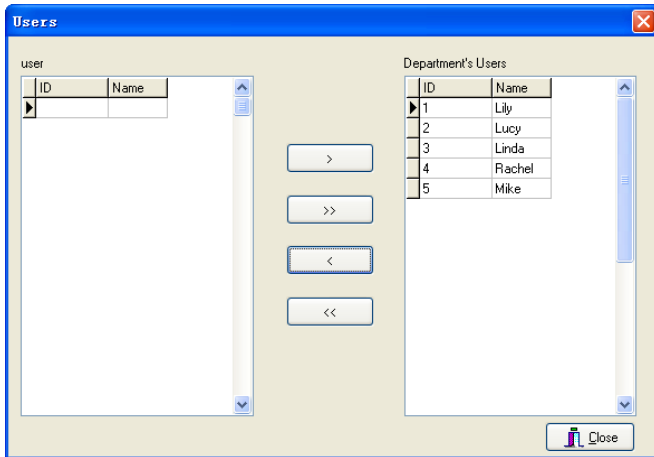 Users
user
Department's Users
ID Name
ID Name
1 Lily
2 Lucy
3 Linda
4 Rachel
5 Mike
>
>>
<
<<
Close